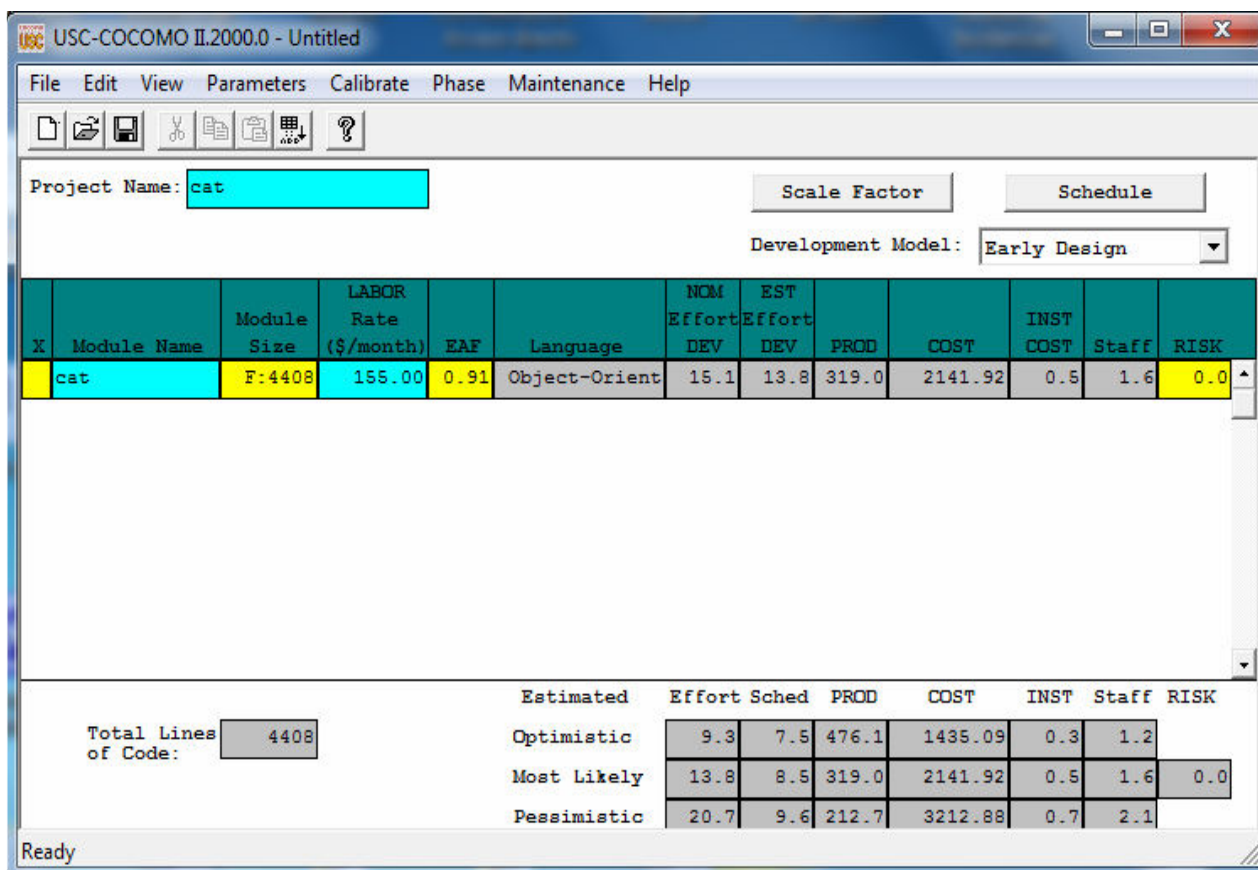 USC-COCOMO II.2000.0 - Untitled
File Edit View Parameters Calibrate Phase Maintenance Help
Project Name: cat
Scale Factor
Schedule
Development Model: Early Design
X Module Name Module Size LABOR Rate ($/month) EAF Language NOM Effort DEV EST Effort DEV PROD COST INST COST Staff RISK
cat F:4408 155.00 0.91 Object-Orient 15.1 13.8 319.0 2141.92 0.5 1.6 0.0
Estimated Effort Sched PROD COST INST Staff RISK
Total Lines of Code: 4408
Optimistic 9.3 7.5 476.1 1435.09 0.3 1.2
Most Likely 13.8 8.5 319.0 2141.92 0.5 1.6 0.0
Pessimistic 20.7 9.6 212.7 3212.88 0.7 2.1
Ready